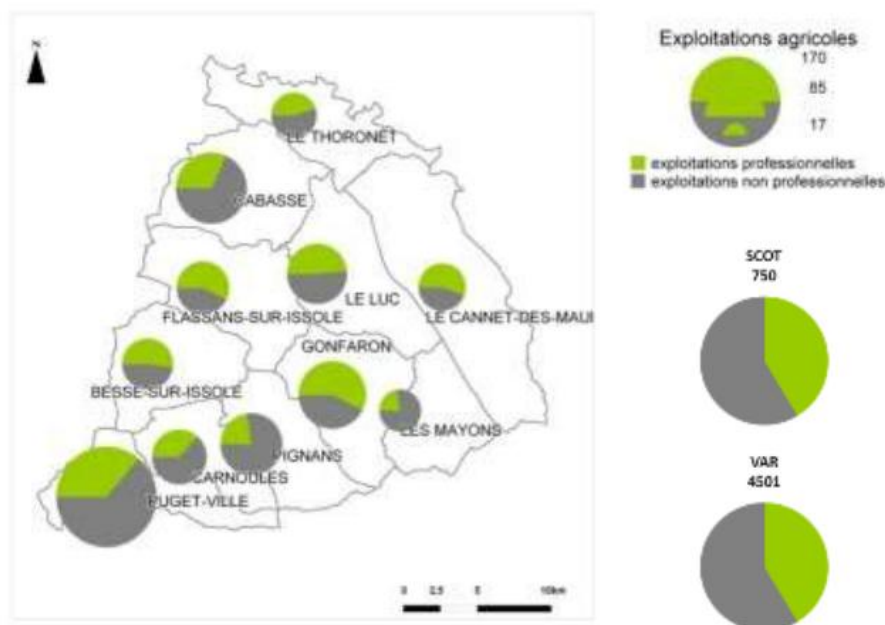 N
Exploitations agricoles
170
85
17
exploitations professionnelles
exploitations non professionnelles
LE THORONET
CABASSE
LE LUC
FLASSANS-SUR-ISSOLE
LE CANNET-DES-MAU
GONFARON
BESSE-SUR-ISSOLE
LES MAYONS
PIGNANS
CARNOULES
PUGET-VILLE
SCOT
750
VAR
4501
0 2.5 5 10km